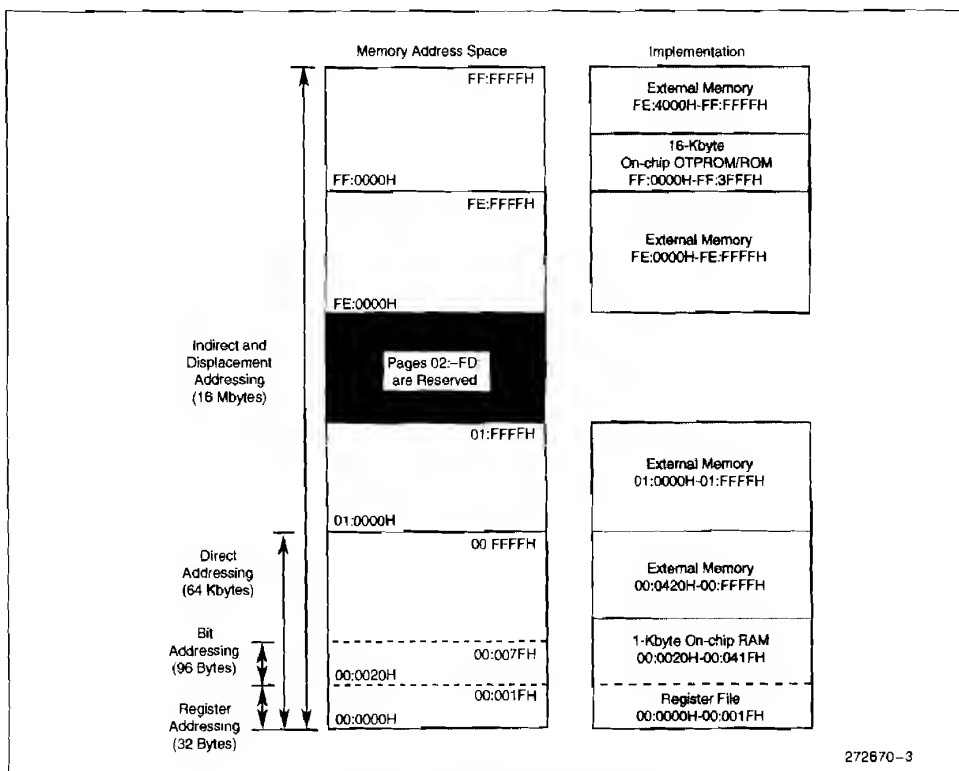 Memory Address Space
Implementation
FF:FFFFH
FF:0000H
FE:FFFFH
FE:0000H
Pages 02:–FD
are Reserved
01:FFFFH
01:0000H
00 FFFFH
00:007FH
00:0020H
00:001FH
00:0000H
Indirect and
Displacement
Addressing
(16 Mbytes)
Direct
Addressing
(64 Kbytes)
Bit
Addressing
(96 Bytes)
Register
Addressing
(32 Bytes)
External Memory
FE:4000H-FF:FFFFH
16-Kbyte
On-chip OTPROM/ROM
FF:0000H-FF:3FFFH
External Memory
FE:0000H-FE:FFFFH
External Memory
01:0000H-01:FFFFH
External Memory
00:0420H-00:FFFFH
1-Kbyte On-chip RAM
00:0020H-00:041FH
Register File
00:0000H-00:001FH
272670–3